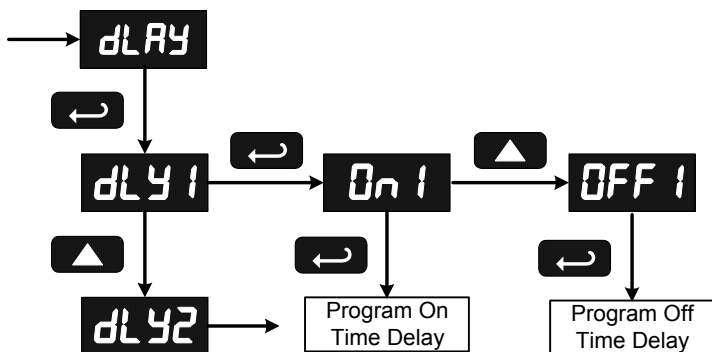 dLAY
dLY1
On1
OFF1
Program On
Time Delay
Program Off
Time Delay
dLY2